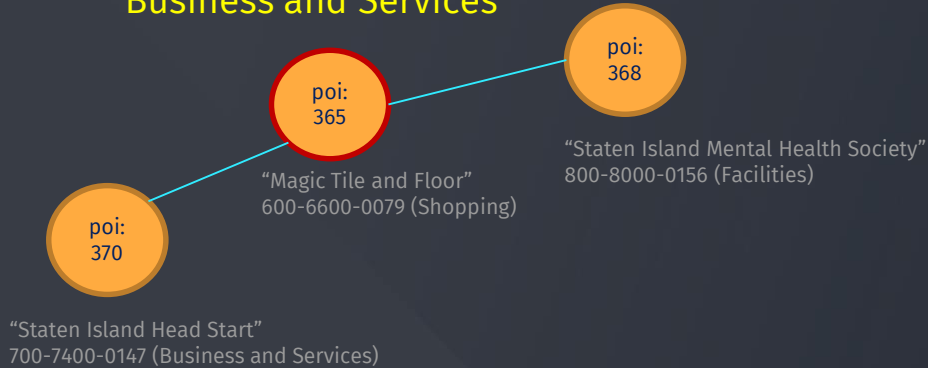 Business and Services
poi:
368
poi:
365
"Staten Island Mental Health Society"
800-8000-0156 (Facilities)
"Magic Tile and Floor"
600-6600-0079 (Shopping)
poi:
370
"Staten Island Head Start"
700-7400-0147 (Business and Services)